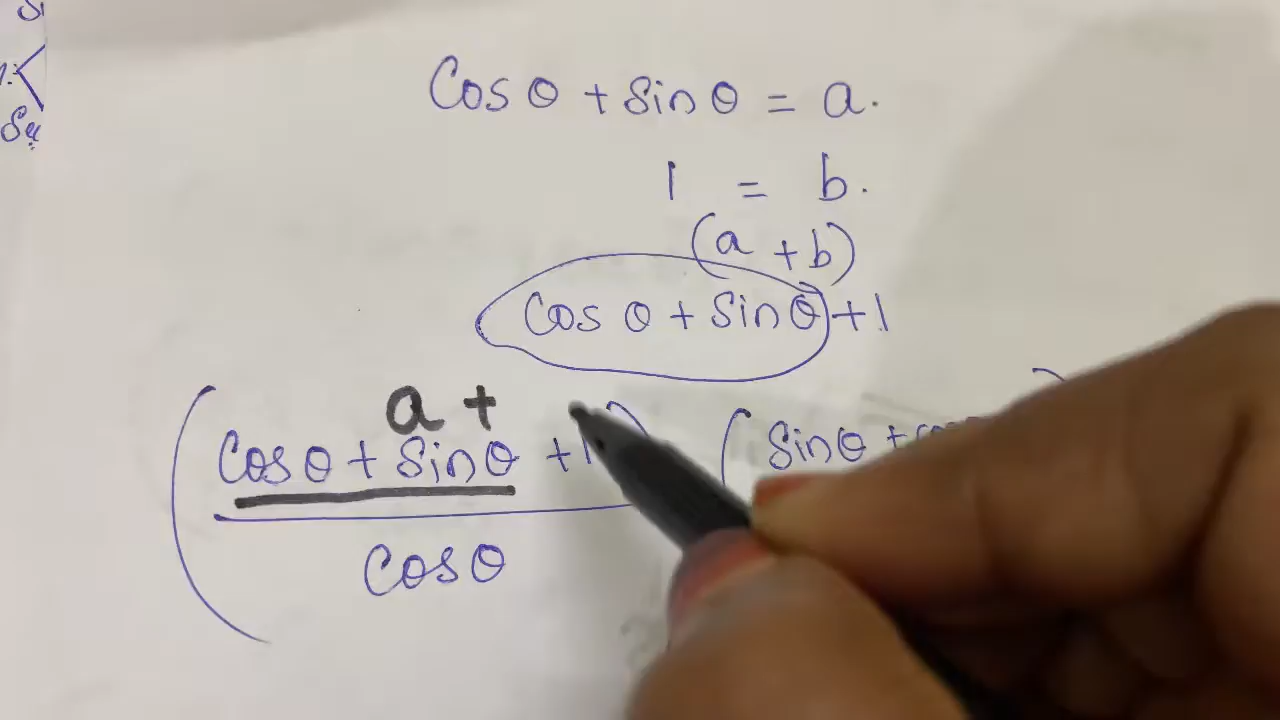 Cos θ + Sin θ = a.
1 = b.
(a + b)
Cos θ + Sin θ + 1
a +
(Cos θ + Sin θ + 1) (Sin θ +
Cos θ